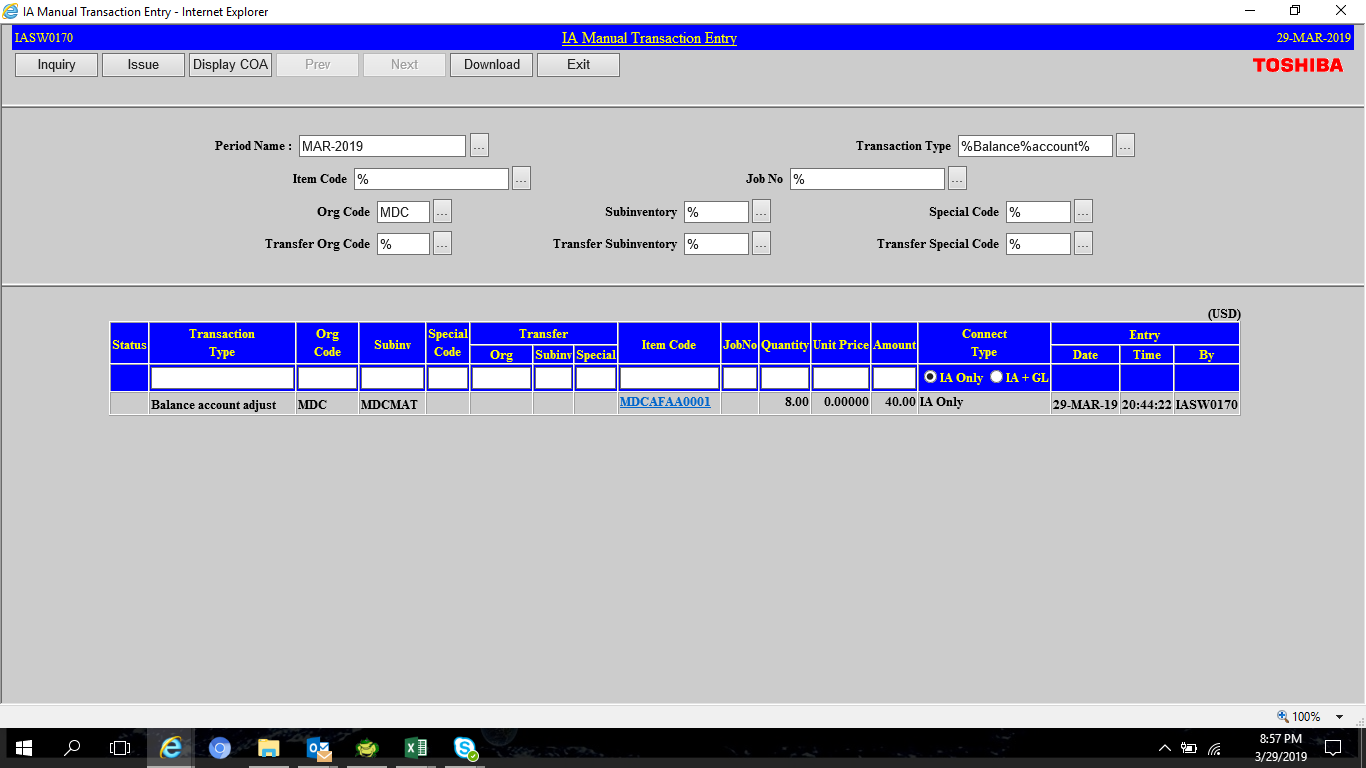 IA Manual Transaction Entry - Internet Explorer
IASW0170 IA Manual Transaction Entry 29-MAR-2019
Inquiry Issue Display COA Prev Next Download Exit TOSHIBA
Period Name : MAR-2019 ... Transaction Type %Balance%account% ...
Item Code % ... Job No % ...
Org Code MDC ... Subinventory % ... Special Code % ...
Transfer Org Code % ... Transfer Subinventory % ... Transfer Special Code % ...
(USD)
Status Transaction Type Org Code Subinv Special Code Transfer Item Code JobNo Quantity Unit Price Amount Connect Type Entry
Org Subinv Special Date Time By
IA Only IA + GL
Balance account adjust MDC MDCMAT MDCAFAA0001 8.00 0.00000 40.00 IA Only 29-MAR-19 20:44:22 IASW0170
100%
8:57 PM
3/29/2019